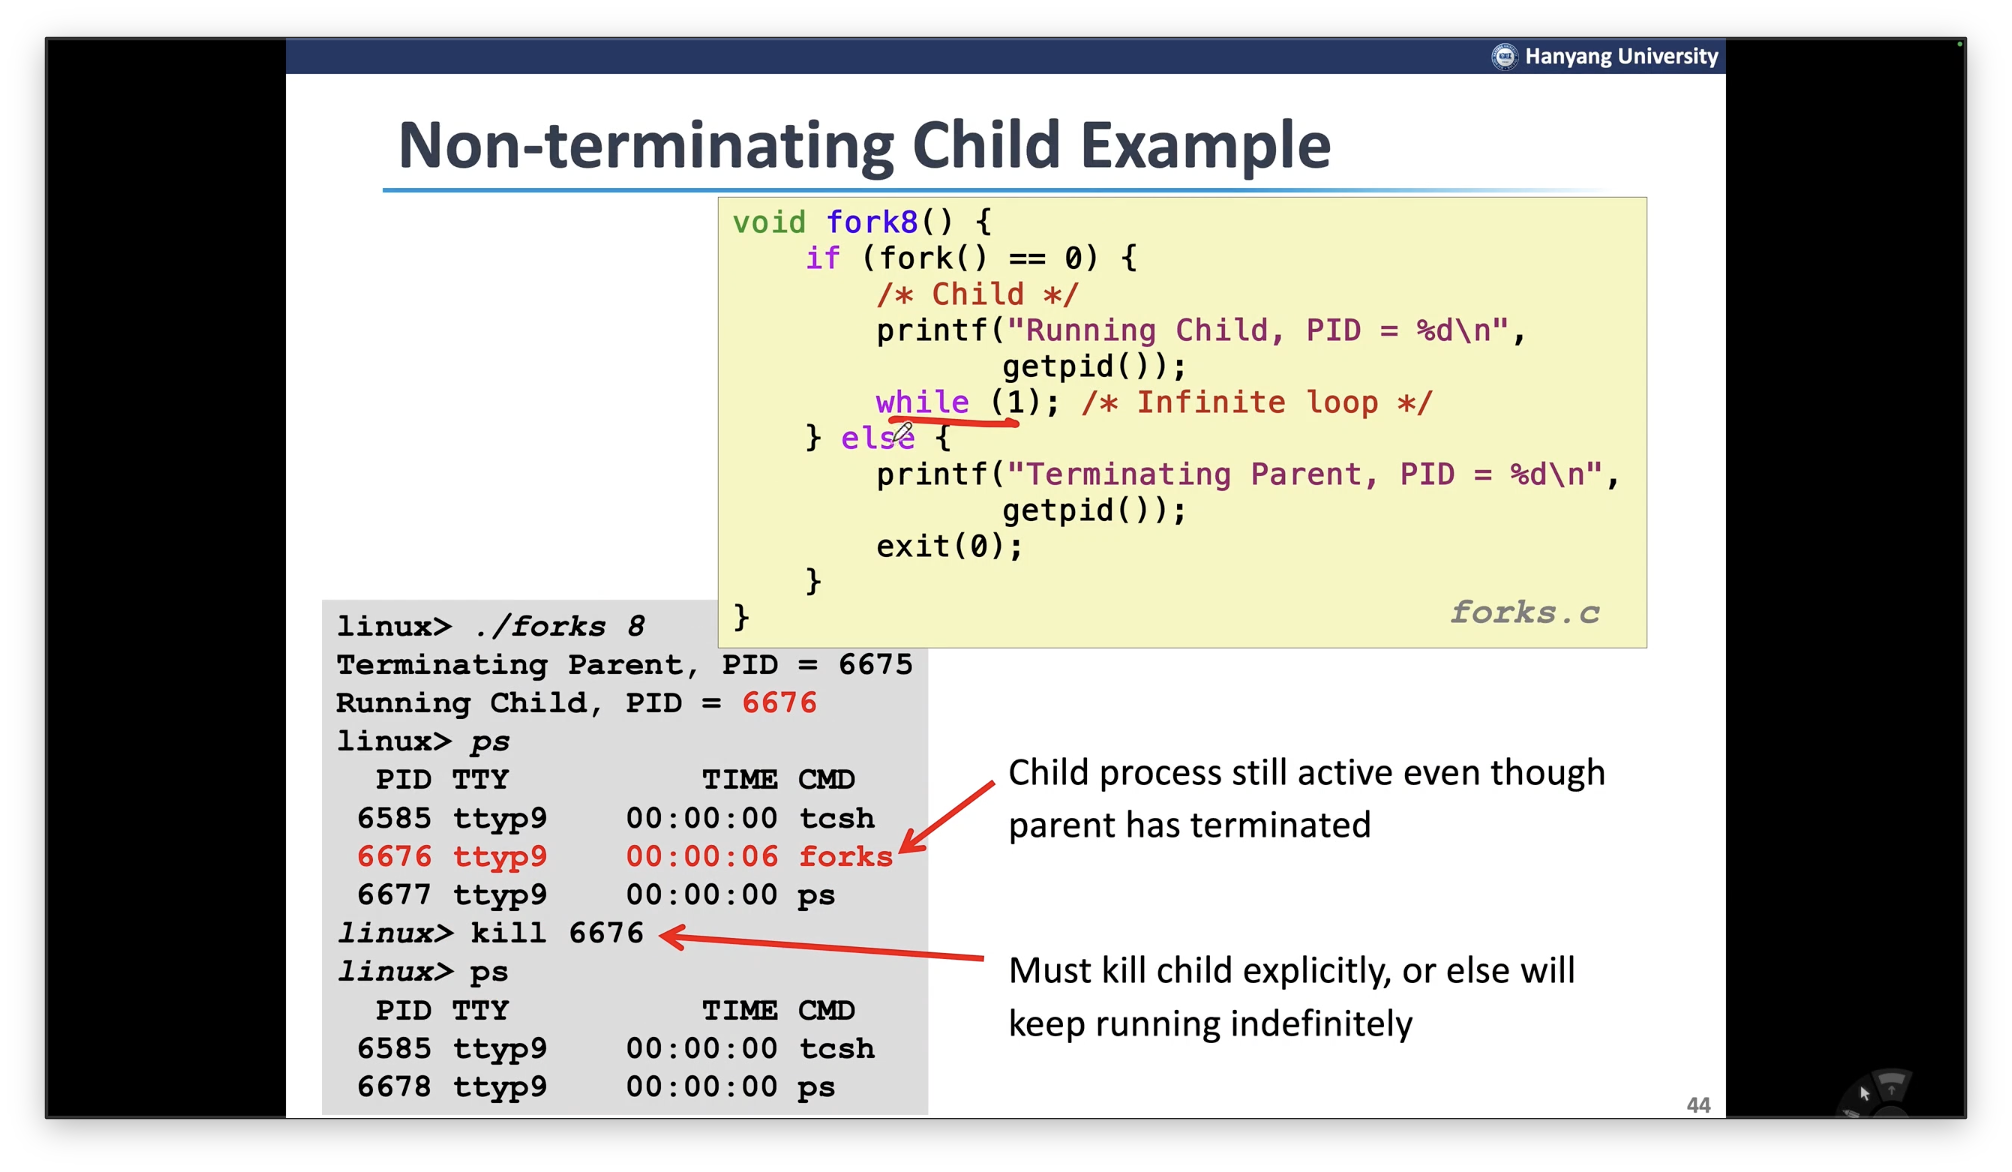 Hanyang University
Non-terminating Child Example
void fork8() {
    if (fork() == 0) {
        /* Child */
        printf("Running Child, PID = %d\n",
               getpid());
        while (1); /* Infinite loop */
    } else {
        printf("Terminating Parent, PID = %d\n",
               getpid());
        exit(0);
    }
}
forks.c
linux> ./forks 8
Terminating Parent, PID = 6675
Running Child, PID = 6676
linux> ps
  PID TTY          TIME CMD
 6585 ttyp9    00:00:00 tcsh
 6676 ttyp9    00:00:06 forks
 6677 ttyp9    00:00:00 ps
linux> kill 6676
linux> ps
  PID TTY          TIME CMD
 6585 ttyp9    00:00:00 tcsh
 6678 ttyp9    00:00:00 ps
Child process still active even though
parent has terminated
Must kill child explicitly, or else will
keep running indefinitely
44